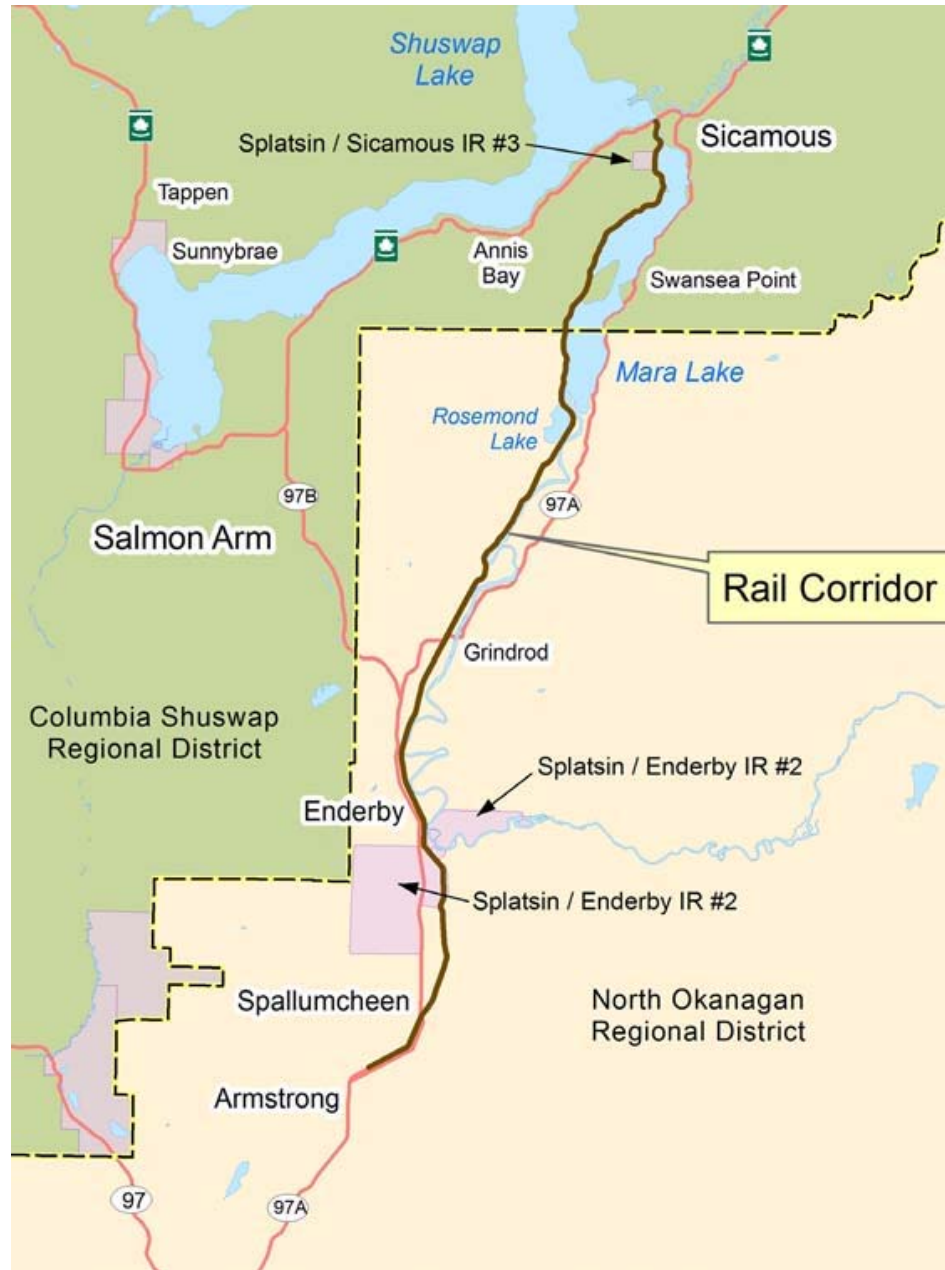 Shuswap
Lake
Splatsin / Sicamous IR #3
Sicamous
Tappen
Sunnybrae
Annis
Bay
Swansea Point
Mara Lake
Rosemond
Lake
97B
97A
Salmon Arm
Rail Corridor
Grindrod
Columbia Shuswap
Regional District
Splatsin / Enderby IR #2
Enderby
Splatsin / Enderby IR #2
Spallumcheen
North Okanagan
Regional District
Armstrong
97
97A